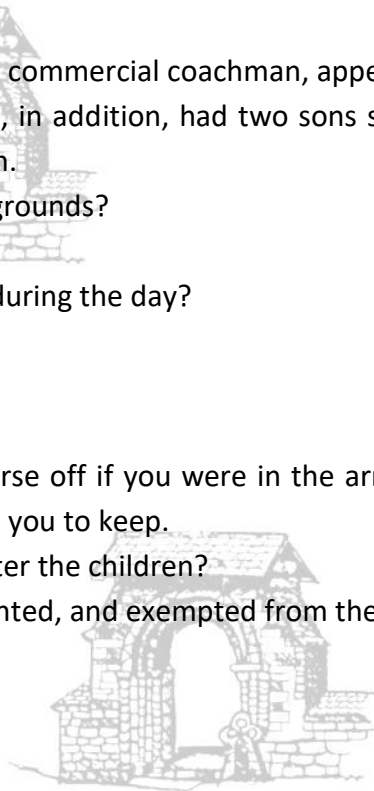 commercial coachman, appe
, in addition, had two sons s
n.
grounds?
during the day?
rse off if you were in the ar
you to keep.
ter the children?
nted, and exempted from the